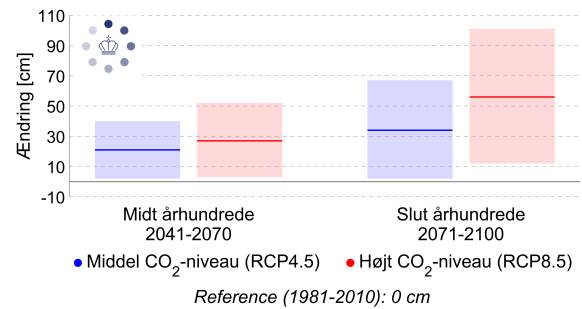 110
90
70
50
30
10
-10
Ændring [cm]
Midt århundrede
2041-2070
Slut århundrede
2071-2100
Middel CO₂-niveau (RCP4.5)
Højt CO₂-niveau (RCP8.5)
Reference (1981-2010): 0 cm